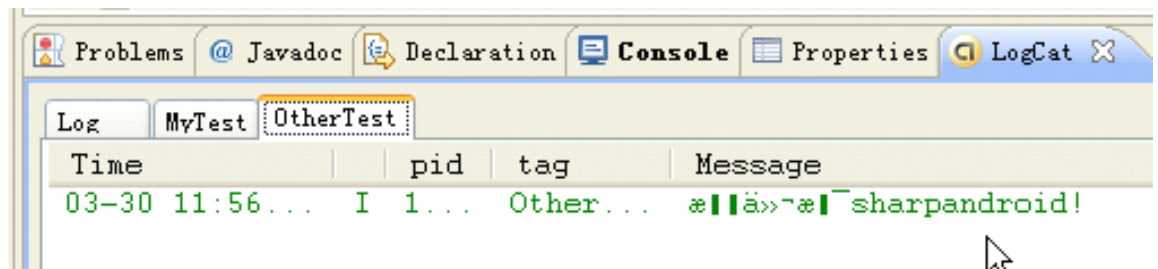 Problems @ Javadoc Declaration Console Properties LogCat
Log MyTest OtherTest
Time pid tag Message
03-30 11:56... I 1... Other... sharpandroid!